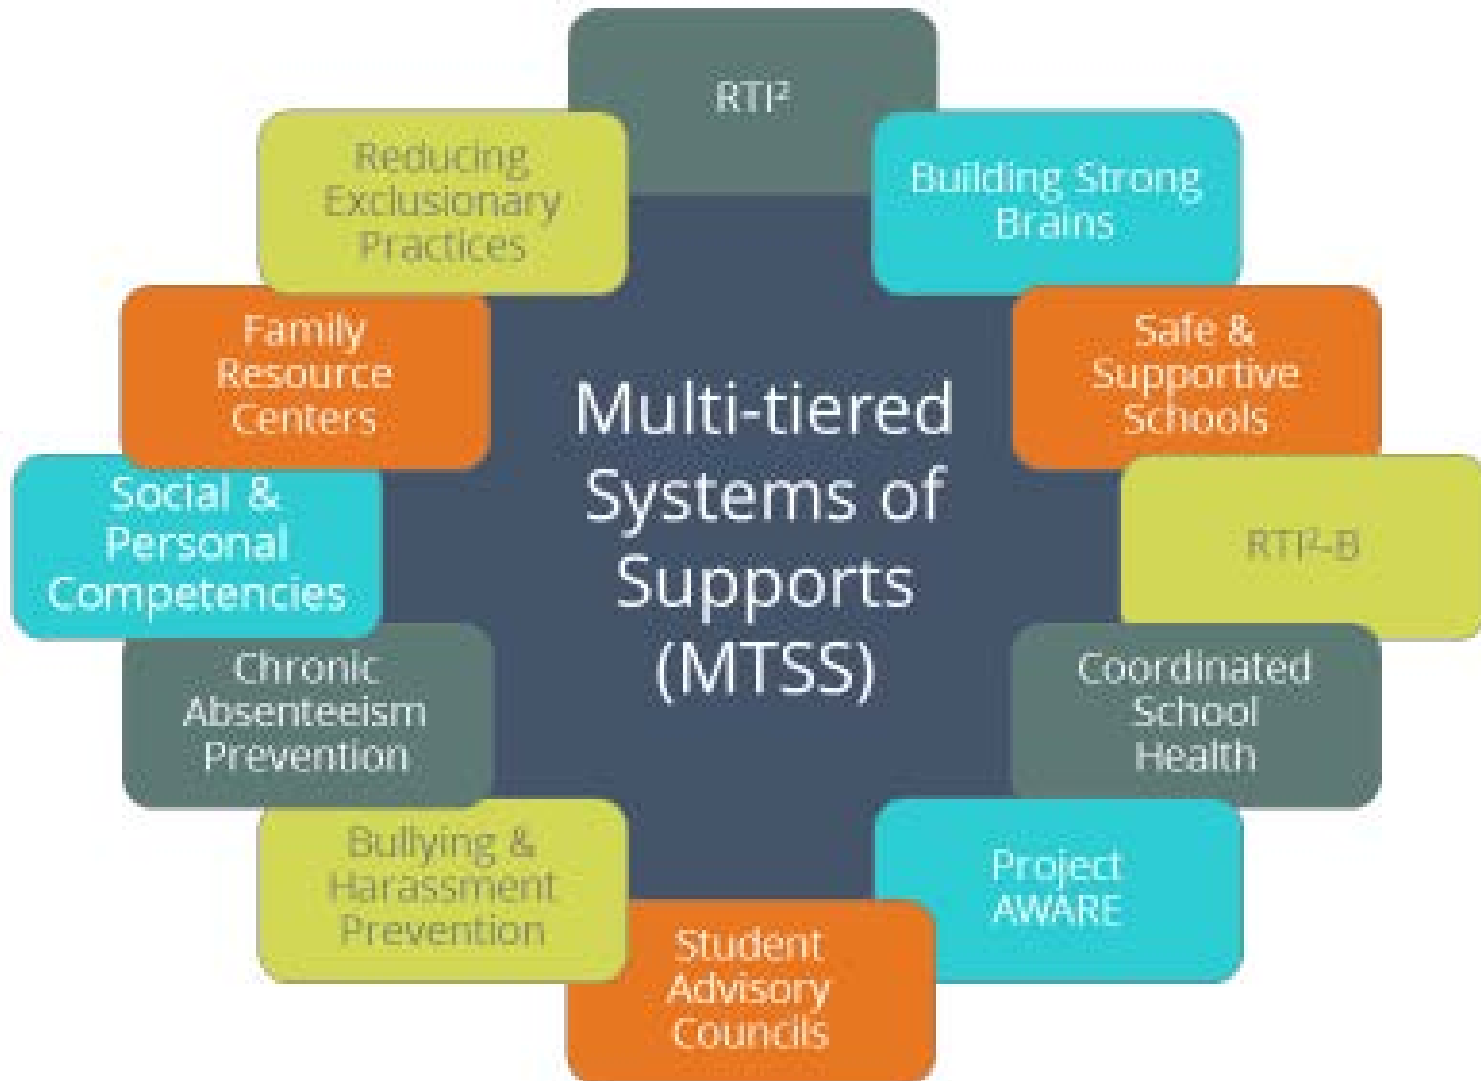 RTI²
Building Strong
Brains
Safe &
Supportive
Schools
RTI²-B
Coordinated
School
Health
Project
AWARE
Student
Advisory
Councils
Bullying &
Harassment
Prevention
Chronic
Absenteeism
Prevention
Social &
Personal
Competencies
Family
Resource
Centers
Reducing
Exclusionary
Practices
Multi-tiered
Systems of
Supports
(MTSS)